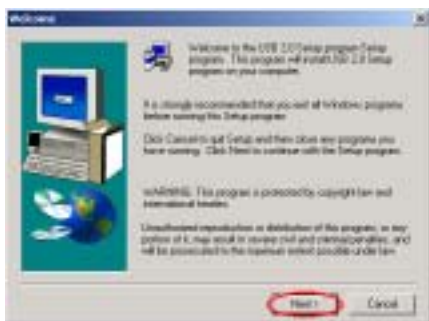 Welcome
Welcome to the USB 2.0 Setup program Setup
program. This program will install USB 2.0 Setup
program on your computer.
It is strongly recommended that you exit all Windows programs
before running this Setup program.
Click Cancel to quit Setup and then close any programs you
have running. Click Next to continue with the Setup program.
WARNING: This program is protected by copyright law and
international treaties.
Unauthorized reproduction or distribution of this program, or any
portion of it, may result in severe civil and criminal penalties, and
will be prosecuted to the maximum extent possible under law.
Next >
Cancel